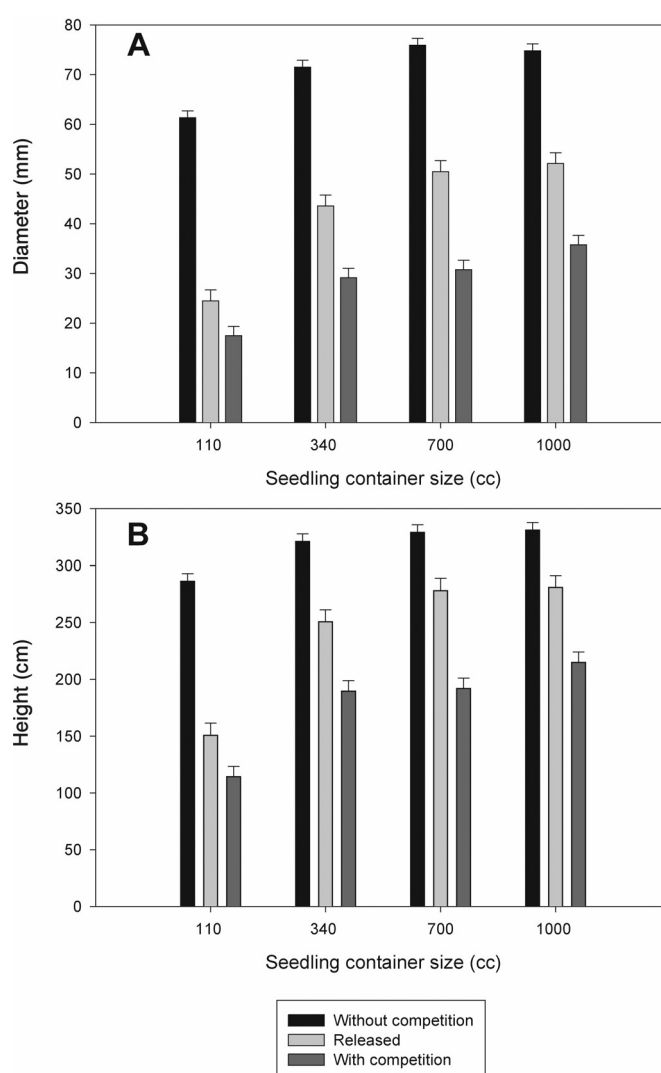 A
80
70
60
50
40
30
20
10
0
Diameter (mm)
110 340 700 1000
Seedling container size (cc)
B
350
300
250
200
150
100
50
0
Height (cm)
110 340 700 1000
Seedling container size (cc)
Without competition
Released
With competition